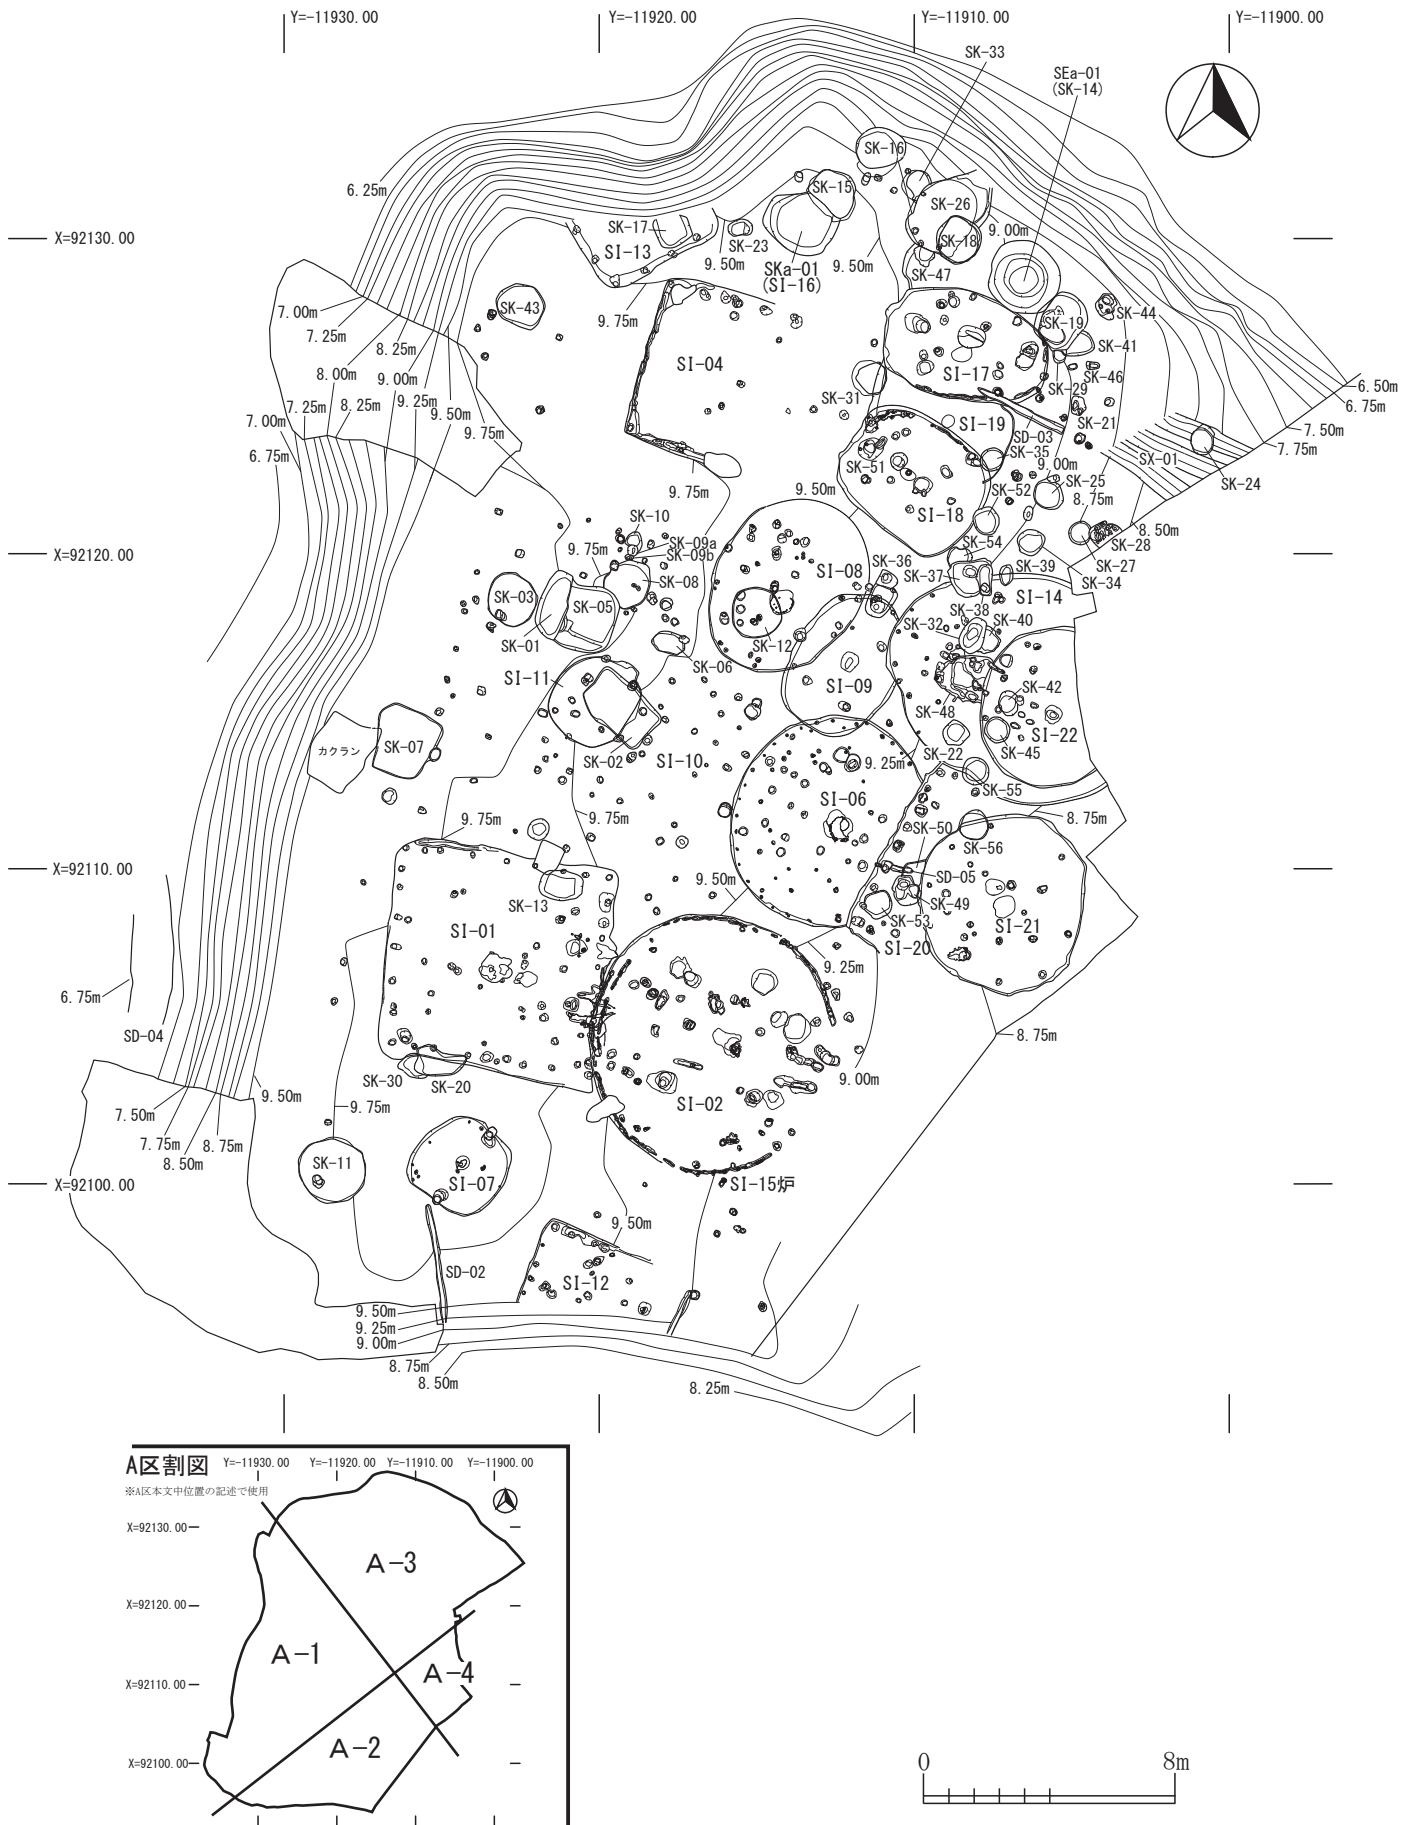 Y=-11930.00
Y=-11920.00
Y=-11910.00
Y=-11900.00
SK-33
SEa-01
(SK-14)
SK-16
SK-15
6.25m
SK-26
SK-17
SK-18
9.00m
X=92130.00
SI-13
SK-23
9.50m
SKa-01
(SI-16)
9.50m
SK-47
7.00m
7.25m
SK-43
9.75m
SK-44
SK-19
8.25m
SK-41
8.00m
SI-04
SI-17
9.00m
SK-46
SK-29
6.50m
6.75m
7.25m
8.25m
9.25m
SK-31
7.00m
9.50m
SI-19
SK-21
7.50m
9.75m
SD-03
7.75m
6.75m
SK-35
SK-51
9.00m
SX-01
9.75m
SK-52
SK-25
SK-24
9.50m
8.75m
SK-10
SI-18
8.50m
SK-09a
SK-54
SK-28
X=92120.00
9.75m
SK-09b
SK-36
SK-39
SK-27
SI-08
SK-08
SK-37
SK-34
SK-03
SK-05
SI-14
SK-38
SK-40
SK-32
SK-01
SK-12
SK-06
SI-11
SI-09
SK-42
SK-48
カクラン
SK-07
SI-22
SK-02
SI-10
SK-22
SK-45
9.25m
SK-55
SI-06
9.75m
9.75m
8.75m
SK-50
SK-56
X=92110.00
SD-05
9.50m
SK-13
SK-49
SK-53
SI-01
SI-20
SI-21
9.25m
6.75m
SD-04
8.75m
SK-30
SK-20
9.00m
9.50m
7.50m
9.75m
SI-02
7.75m
8.75m
8.50m
SK-11
SI-07
X=92100.00
SI-15炉
9.50m
SD-02
SI-12
9.50m
9.25m
9.00m
8.75m
8.50m
8.25m
A区割図
Y=-11930.00
Y=-11920.00
Y=-11910.00
Y=-11900.00
※A区本文中位置の記述で使用
X=92130.00
A-3
X=92120.00
A-1
A-4
X=92110.00
A-2
X=92100.00
0
8m